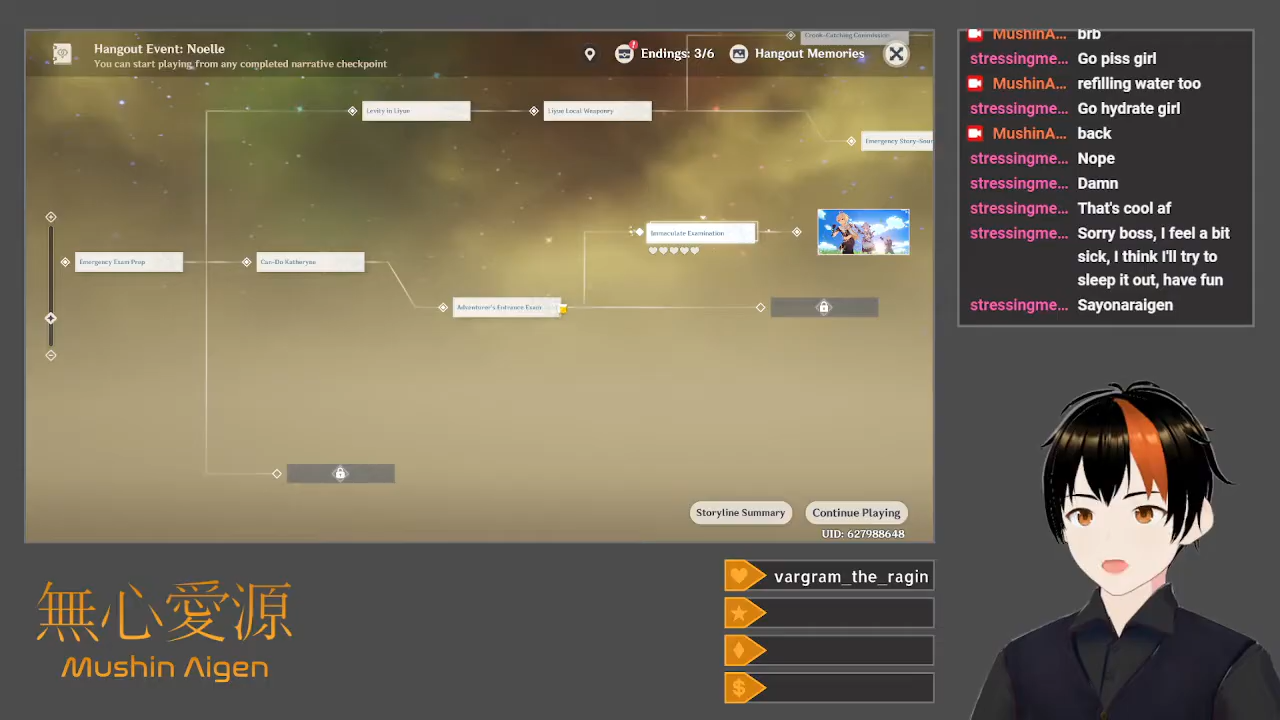 Hangout Event: Noelle
You can start playing from any completed narrative checkpoint
Endings: 3/6
Hangout Memories
Crook-Catching Commission
Levity in Liyue
Liyue Local Weaponry
Emergency Story-Sour
Immaculate Examination
Emergency Exam Prep
Can-Do Katheryne
Adventurer's Entrance Exam
Storyline Summary
Continue Playing
UID: 627988648
MushinA... brb
stressingme... Go piss girl
MushinA... refilling water too
stressingme... Go hydrate girl
MushinA... back
stressingme... Nope
stressingme... Damn
stressingme... That's cool af
stressingme... Sorry boss, I feel a bit
sick, I think I'll try to
sleep it out, have fun
stressingme... Sayonaraigen
無心愛源
Mushin Aigen
vargram_the_ragin